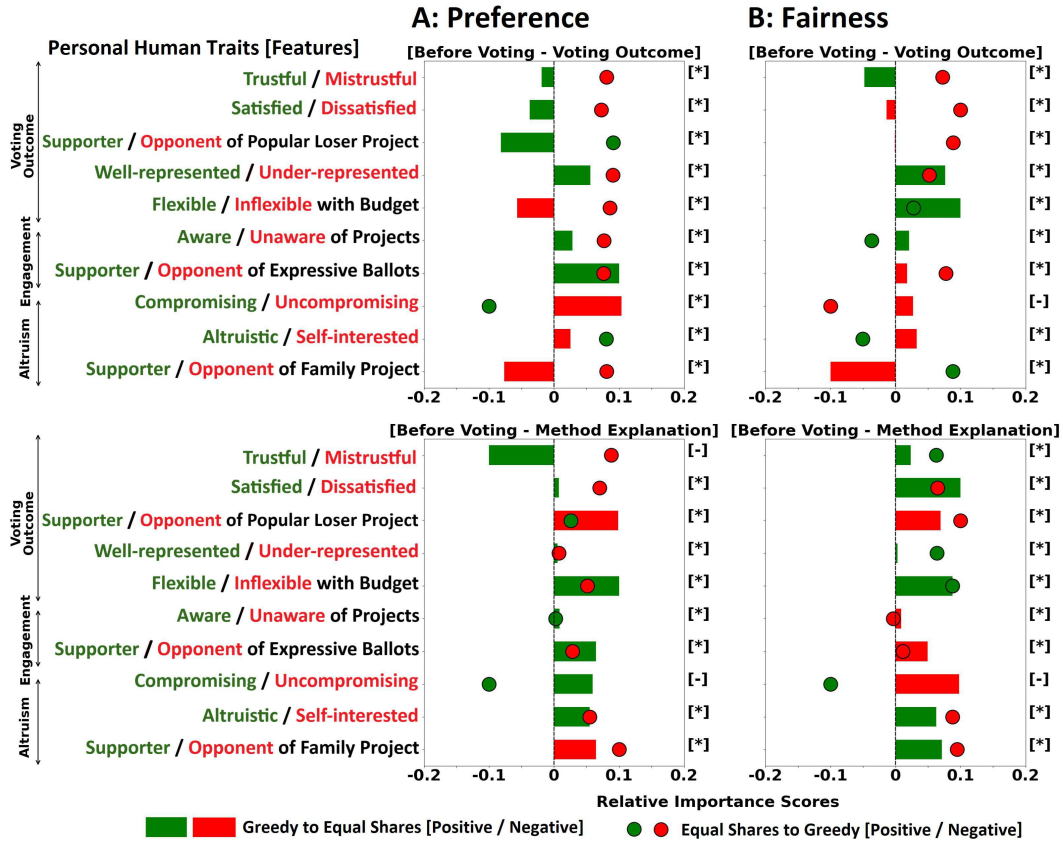 A: Preference
B: Fairness
Personal Human Traits [Features]
[Before Voting - Voting Outcome]
[Before Voting - Voting Outcome]
Voting Outcome
Trustful / Mistrustful
[*]
[*]
Satisfied / Dissatisfied
[*]
[*]
Supporter / Opponent of Popular Loser Project
[*]
[*]
Well-represented / Under-represented
[*]
[*]
Flexible / Inflexible with Budget
[*]
[*]
Engagement
Aware / Unaware of Projects
[*]
[*]
Supporter / Opponent of Expressive Ballots
[*]
[*]
Altruism
Compromising / Uncompromising
[*]
[-]
Altruistic / Self-interested
[*]
[*]
Supporter / Opponent of Family Project
[*]
[*]
-0.2 -0.1 0 0.1 0.2
-0.2 -0.1 0 0.1 0.2
[Before Voting - Method Explanation]
[Before Voting - Method Explanation]
Voting Outcome
Trustful / Mistrustful
[-]
[*]
Satisfied / Dissatisfied
[*]
[*]
Supporter / Opponent of Popular Loser Project
[*]
[*]
Well-represented / Under-represented
[*]
[*]
Flexible / Inflexible with Budget
[*]
[*]
Engagement
Aware / Unaware of Projects
[*]
[*]
Supporter / Opponent of Expressive Ballots
[*]
[*]
Altruism
Compromising / Uncompromising
[-]
[-]
Altruistic / Self-interested
[*]
[*]
Supporter / Opponent of Family Project
[*]
[*]
-0.2 -0.1 0 0.1 0.2
-0.2 -0.1 0 0.1 0.2
Relative Importance Scores
Greedy to Equal Shares [Positive / Negative]
Equal Shares to Greedy [Positive / Negative]